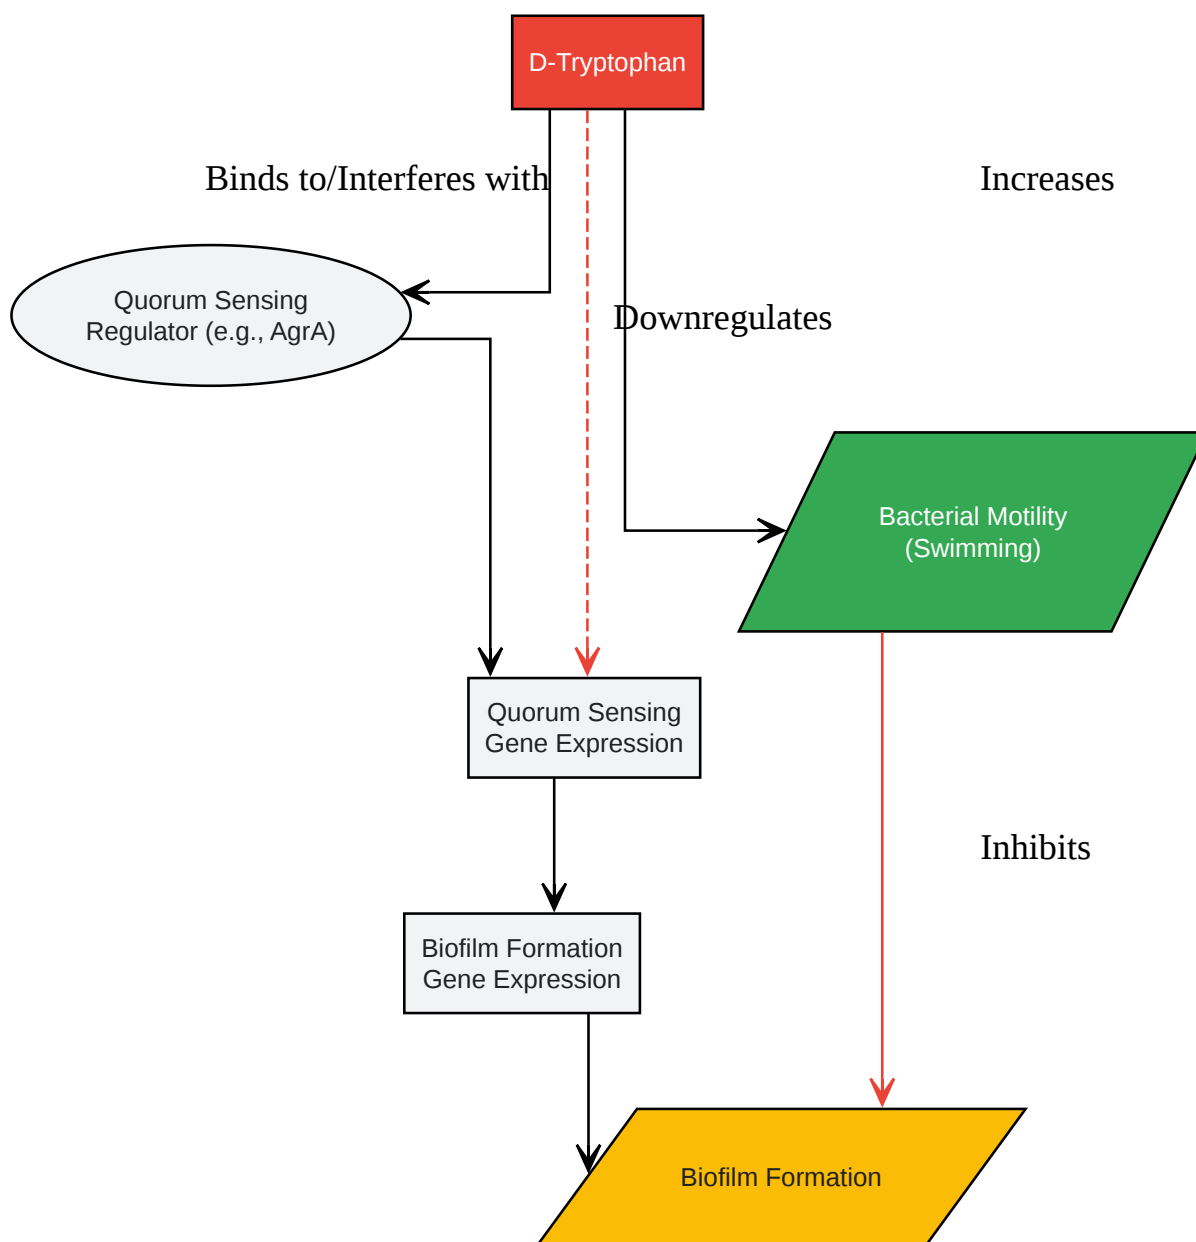 D-Tryptophan
Binds to/Interferes with
Increases
Quorum Sensing
Regulator (e.g., AgrA)
Downregulates
Bacterial Motility
(Swimming)
Quorum Sensing
Gene Expression
Inhibits
Biofilm Formation
Gene Expression
Biofilm Formation